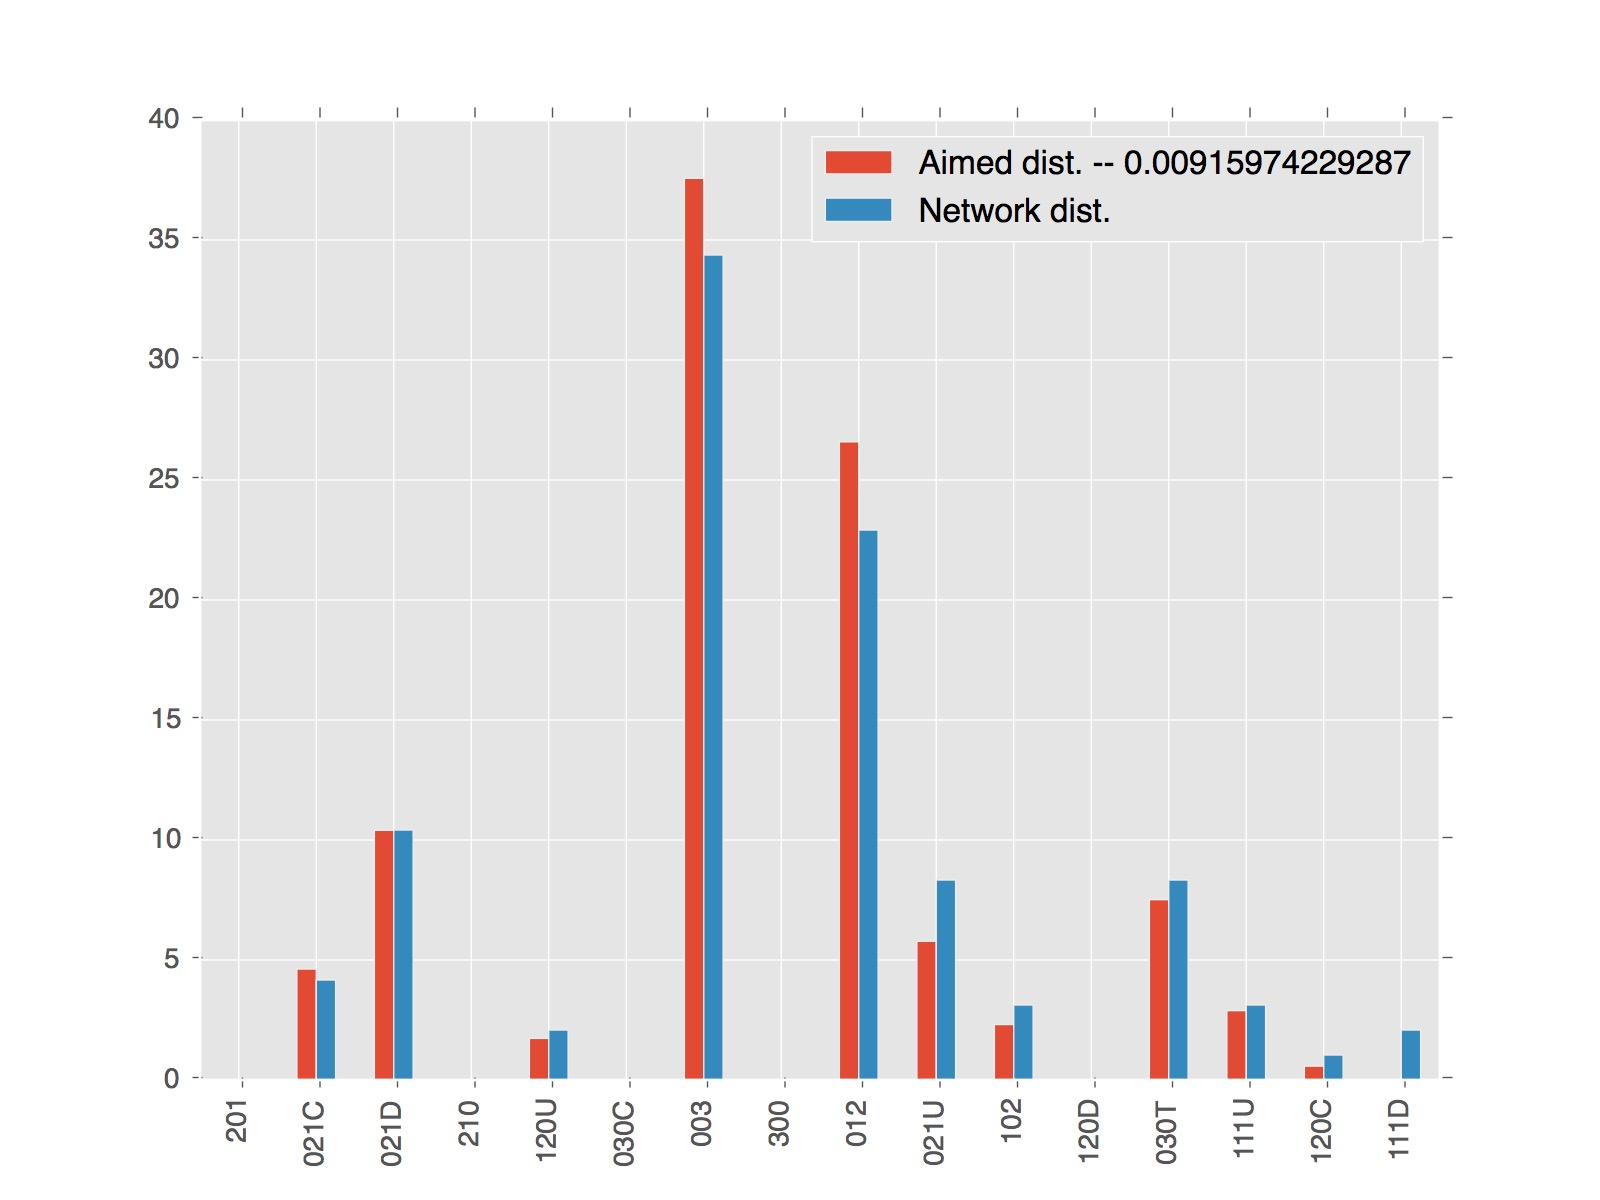 Aimed dist. -- 0.00915974229287
Network dist.
40
35
30
25
20
15
10
5
0
201
021C
021D
210
120U
030C
003
300
012
021U
102
120D
030T
111U
120C
111D